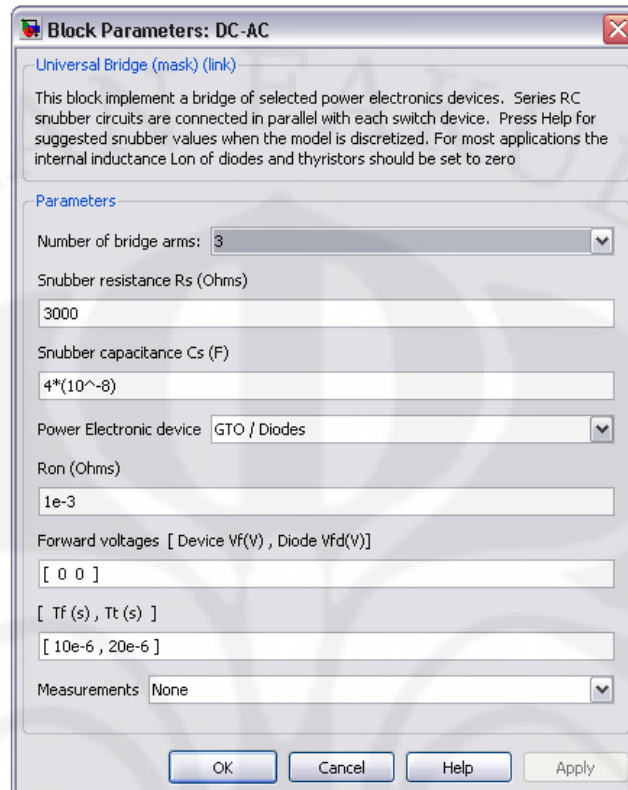 Block Parameters: DC-AC
Universal Bridge (mask) (link)
This block implement a bridge of selected power electronics devices.  Series RC
snubber circuits are connected in parallel with each switch device.  Press Help for
suggested snubber values when the model is discretized. For most applications the
internal inductance Lon of diodes and thyristors should be set to zero
Parameters
Number of bridge arms: 3
Snubber resistance Rs (Ohms)
3000
Snubber capacitance Cs (F)
4*(10^-8)
Power Electronic device GTO / Diodes
Ron (Ohms)
1e-3
Forward voltages  [ Device Vf(V) , Diode Vfd(V)]
[ 0 0 ]
[ Tf (s) , Tt (s) ]
[ 10e-6 , 20e-6 ]
Measurements None
OK Cancel Help Apply